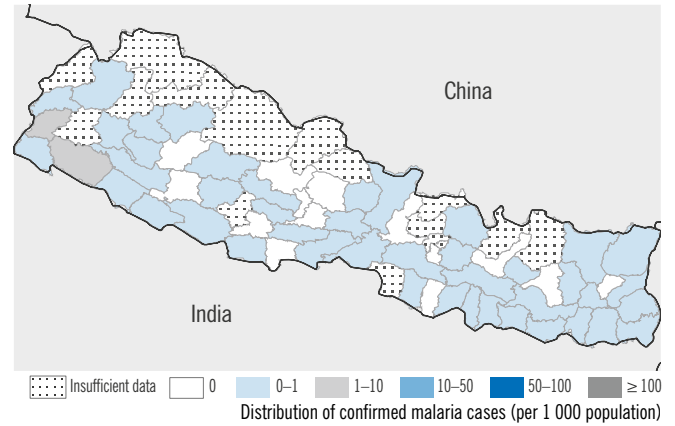 China
India
Insufficient data 0 0–1 1–10 10–50 50–100 ≥ 100
Distribution of confirmed malaria cases (per 1 000 population)